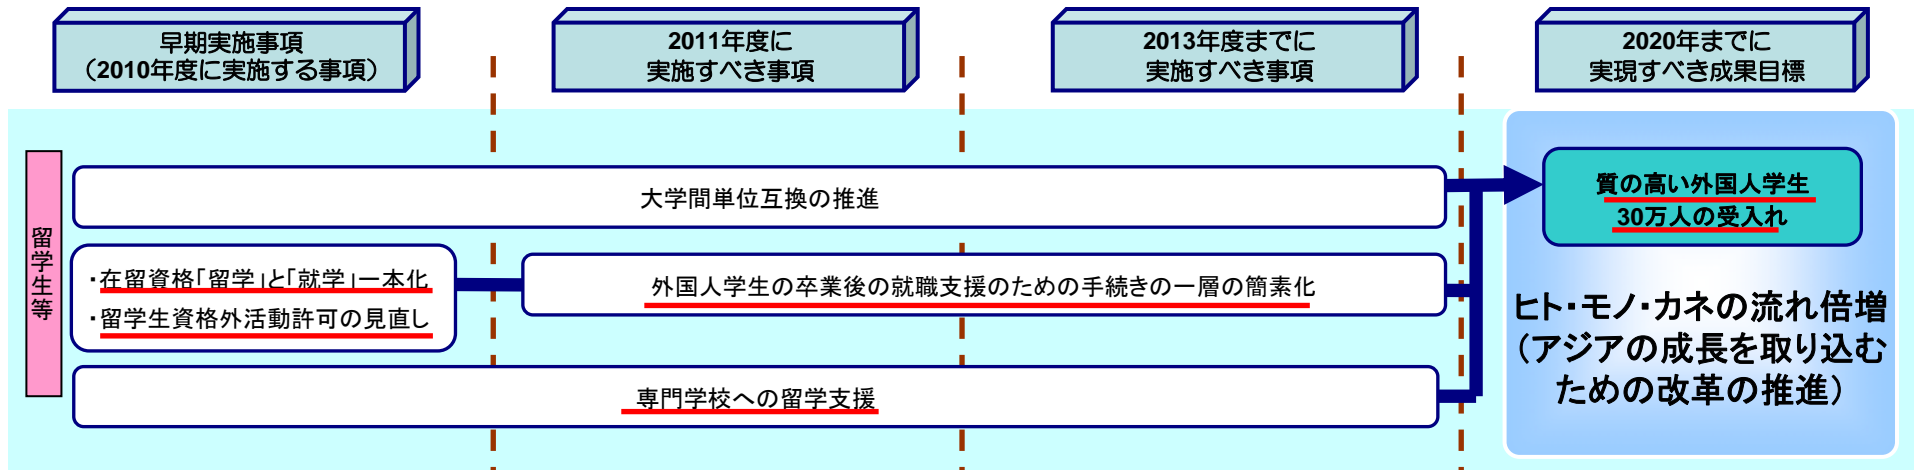 早期実施事項
（2010年度に実施する事項）
2011年度に
実施すべき事項
2013年度までに
実施すべき事項
2020年までに
実現すべき成果目標
留学生等
大学間単位互換の推進
・在留資格「留学」と「就学」一本化
・留学生資格外活動許可の見直し
外国人学生の卒業後の就職支援のための手続きの一層の簡素化
専門学校への留学支援
質の高い外国人学生
30万人の受入れ
ヒト・モノ・カネの流れ倍増
（アジアの成長を取り込む
ための改革の推進）